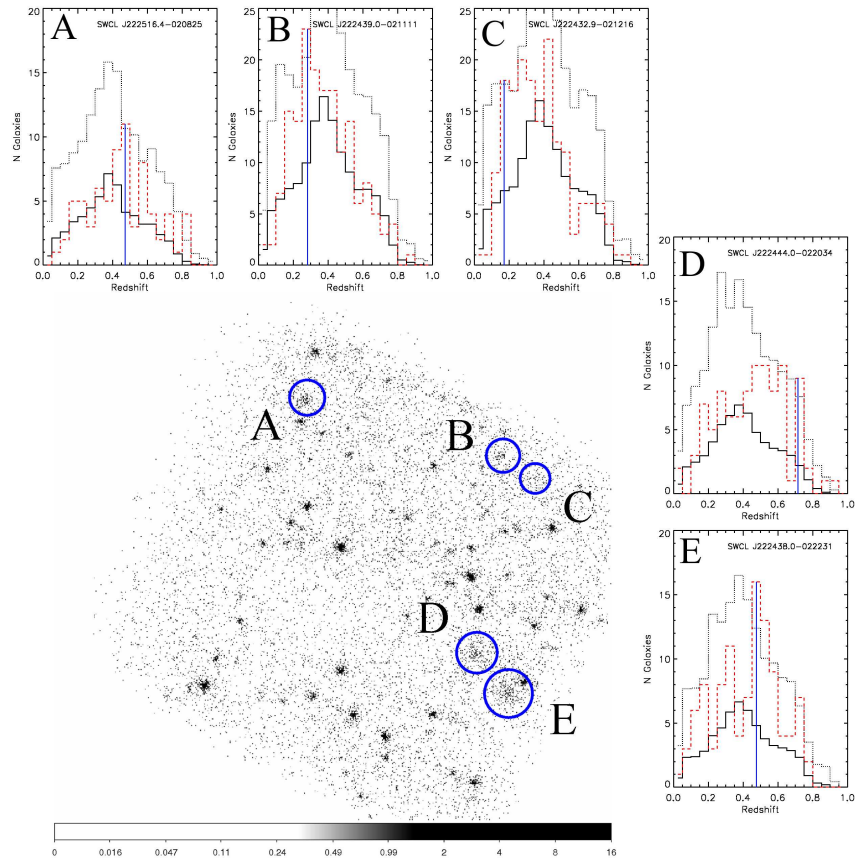 A
SWCL J222516.4-020825
N Galaxies
20
15
10
5
0
0.0 0.2 0.4 0.6 0.8 1.0
Redshift
B
SWCL J222439.0-021111
N Galaxies
25
20
15
10
5
0
0.0 0.2 0.4 0.6 0.8 1.0
Redshift
C
SWCL J222432.9-021216
N Galaxies
25
20
15
10
5
0
0.0 0.2 0.4 0.6 0.8 1.0
Redshift
D
SWCL J222444.0-022034
N Galaxies
20
15
10
5
0
0.0 0.2 0.4 0.6 0.8 1.0
Redshift
E
SWCL J222438.0-022231
N Galaxies
20
15
10
5
0
0.0 0.2 0.4 0.6 0.8 1.0
Redshift
A
B
C
D
E
0 0.016 0.047 0.11 0.24 0.49 0.99 2 4 8 16